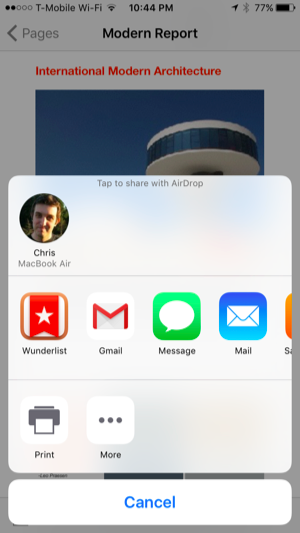 T-Mobile Wi-Fi 10:44 PM 77%
Pages Modern Report
International Modern Architecture
Tap to share with AirDrop
Chris
MacBook Air
Wunderlist Gmail Message Mail Sa
Print More
Cancel